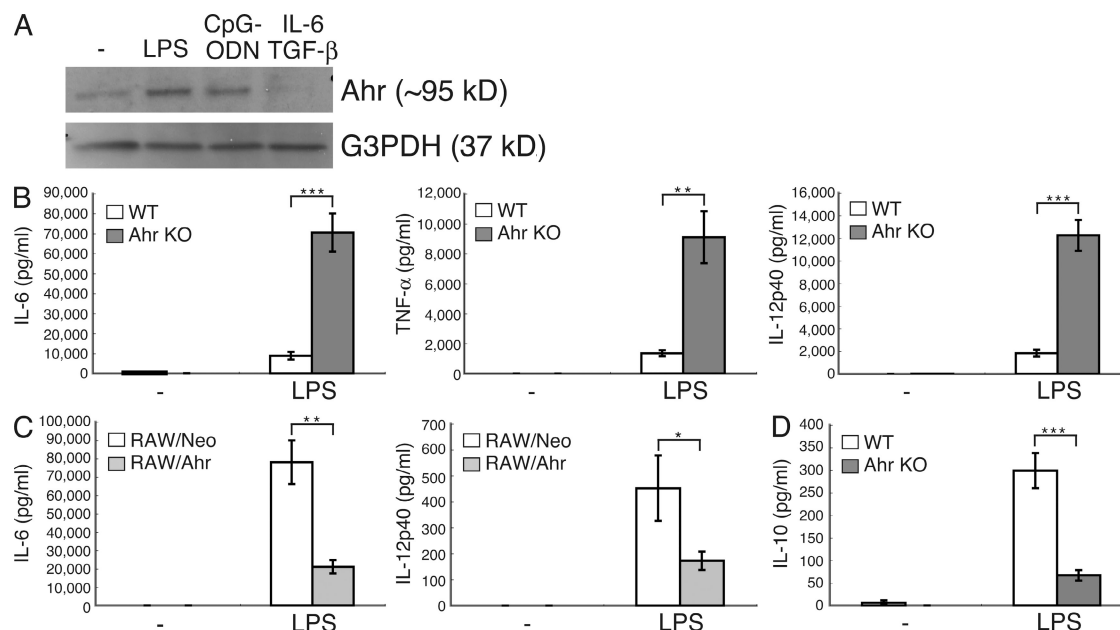 A
- LPS CpG-ODN IL-6 TGF-β
Ahr (~95 kD)
G3PDH (37 kD)
B
IL-6 (pg/ml)
90,000
80,000
70,000
60,000
50,000
40,000
30,000
20,000
10,000
0
WT
Ahr KO
***
- LPS
TNF-α (pg/ml)
12,000
10,000
8,000
6,000
4,000
2,000
0
WT
Ahr KO
**
- LPS
IL-12p40 (pg/ml)
16,000
14,000
12,000
10,000
8,000
6,000
4,000
2,000
0
WT
Ahr KO
***
- LPS
C
IL-6 (pg/ml)
100,000
90,000
80,000
70,000
60,000
50,000
40,000
30,000
20,000
10,000
0
RAW/Neo
RAW/Ahr
**
- LPS
IL-12p40 (pg/ml)
700
600
500
400
300
200
100
0
RAW/Neo
RAW/Ahr
*
- LPS
D
IL-10 (pg/ml)
400
350
300
250
200
150
100
50
0
WT
Ahr KO
***
- LPS